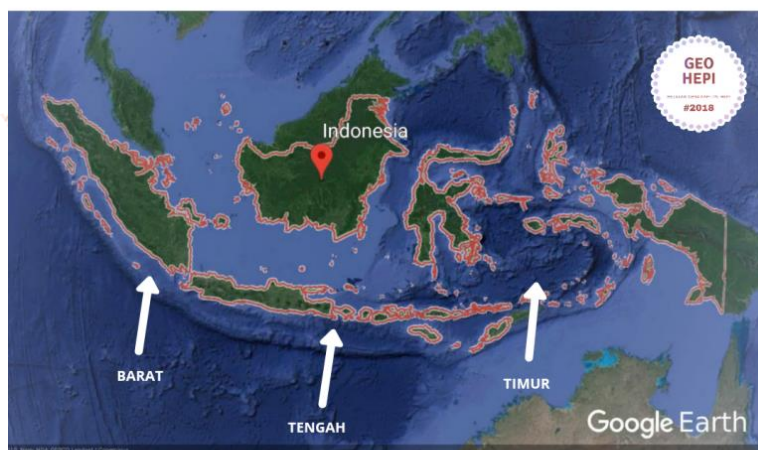 GEO
HEPI
#2018
Indonesia
BARAT
TENGAH
TIMUR
Google Earth